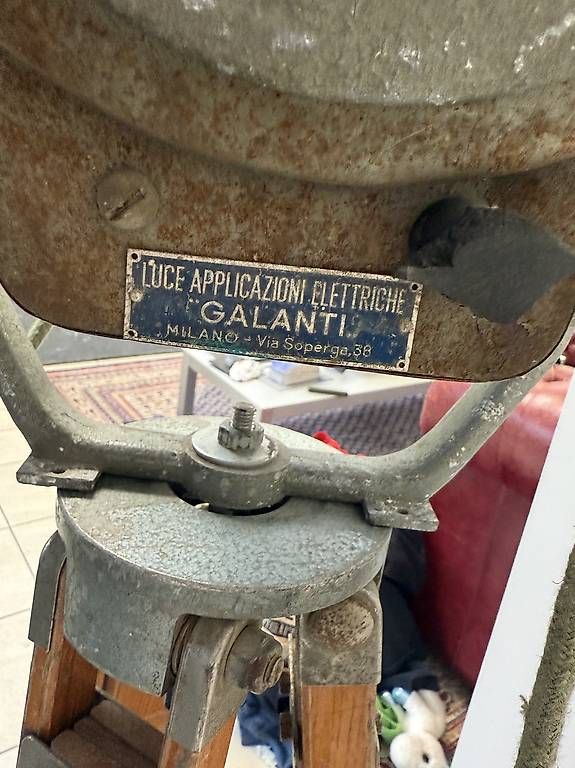 LUCE APPLICAZIONI ELETTRICHE
GALANTI
MILANO - Via Soperga, 38